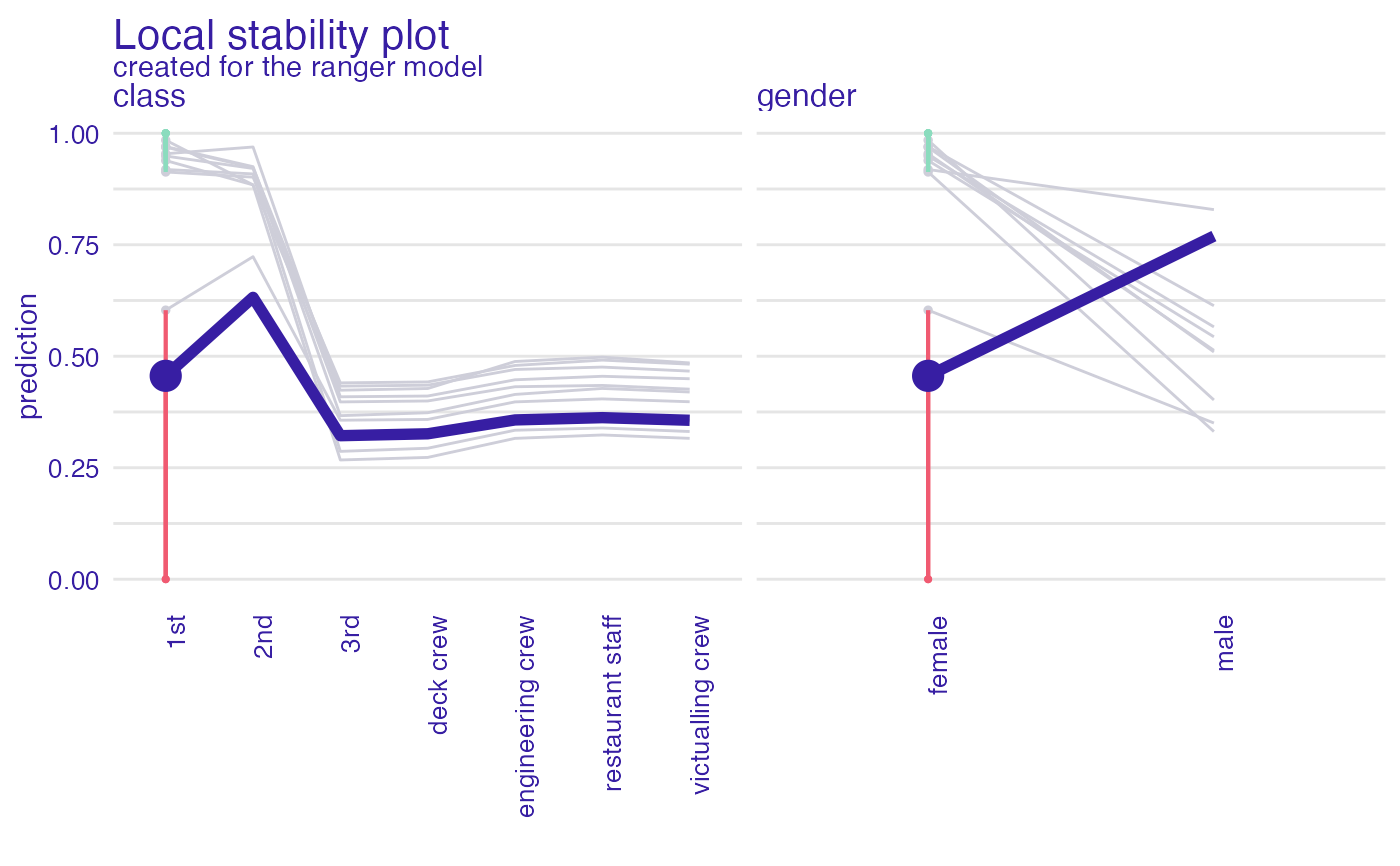 Local stability plot
created for the ranger model
class
gender
prediction
1.00
0.75
0.50
0.25
0.00
1st
2nd
3rd
deck crew
engineering crew
restaurant staff
victualling crew
female
male